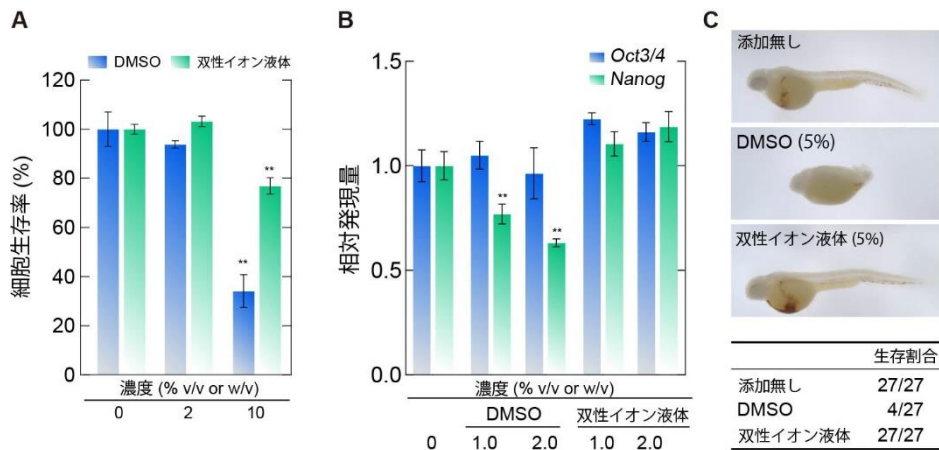 A
DMSO
双性イオン液体
細胞生存率 (%)
120
100
80
60
40
20
0
**
**
濃度 (% v/v or w/v)
0 2 10
B
Oct3/4
Nanog
相対発現量
1.5
1.0
0.5
0.0
**
**
濃度 (% v/v or w/v)
DMSO 双性イオン液体
0 1.0 2.0 1.0 2.0
C
添加無し
DMSO (5%)
双性イオン液体 (5%)
生存割合
添加無し 27/27
DMSO 4/27
双性イオン液体 27/27